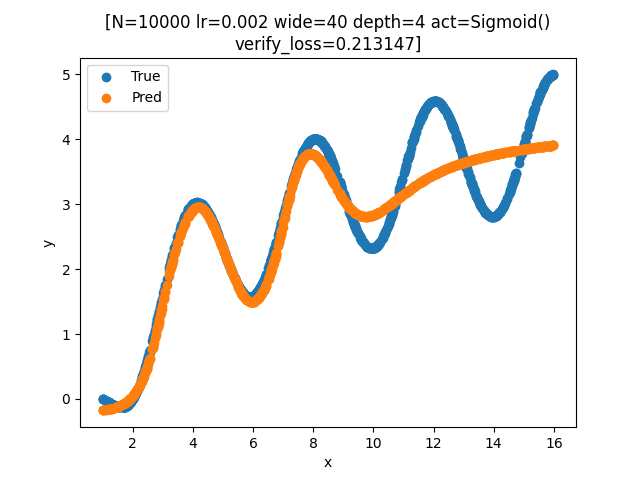 [N=10000 lr=0.002 wide=40 depth=4 act=Sigmoid()
verify_loss=0.213147]
True
Pred
5
4
3
2
1
0
y
2 4 6 8 10 12 14 16
x